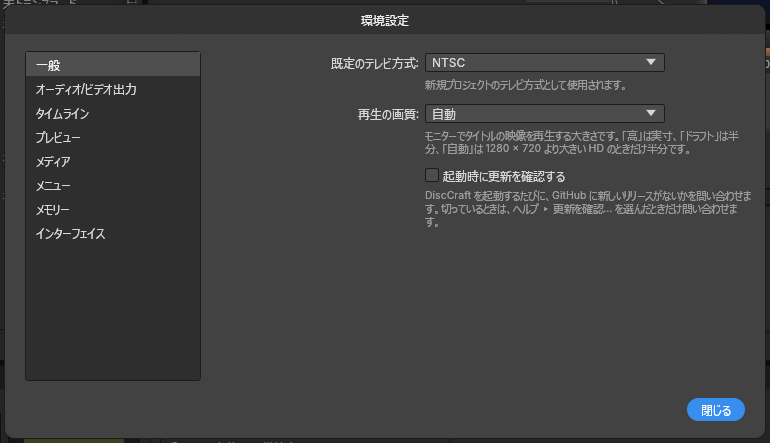 環境設定
一般
オーディオ/ビデオ出力
タイムライン
プレビュー
メディア
メニュー
メモリー
インターフェイス
既定のテレビ方式: NTSC
新規プロジェクトのテレビ方式として使用されます。
再生の画質: 自動
モニターでタイトルの映像を再生する大きさです。「高」は実寸、「ドラフト」は半
分、「自動」は 1280 × 720 より大きい HD のときだけ半分です。
起動時に更新を確認する
DiscCraft を起動するたびに、GitHub に新しいリリースがないかを問い合わせま
す。切っているときは、ヘルプ ▸ 更新を確認... を選んだときだけ問い合わせま
す。
閉じる